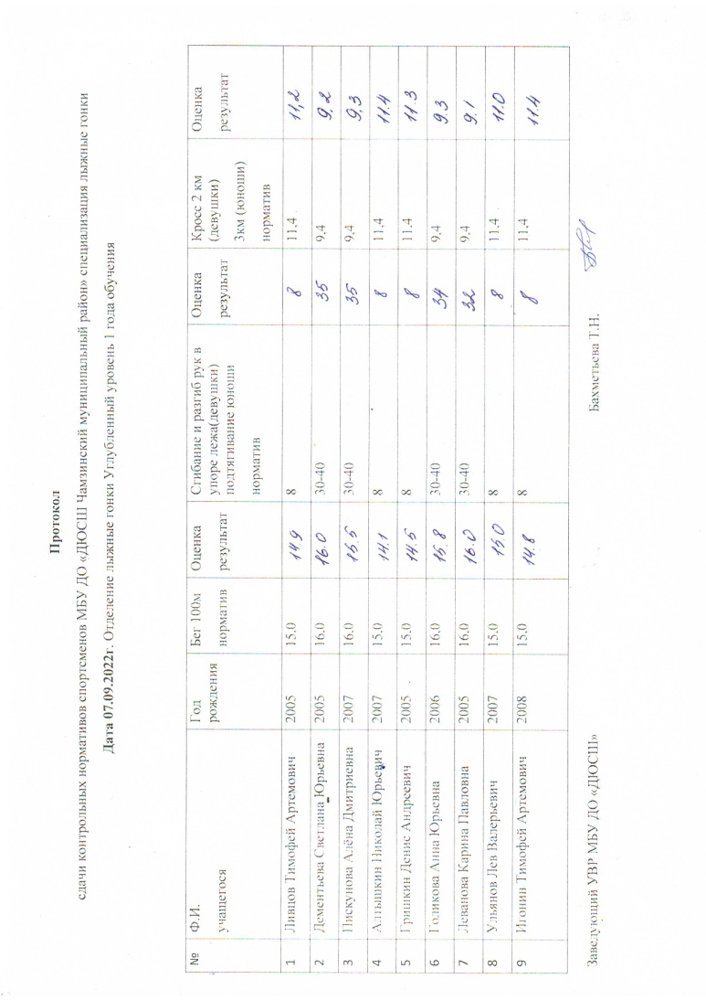 Протокол
сдачи контрольных нормативов спортсменов МБУ ДО «ДЮСШ Чамзинский муниципальный район» специализация лыжные гонки
Дата 07.09.2022г. Отделение лыжные гонки Углубленный уровень 1 года обучения
№ Ф.И. учащегося Год рождения Бег 100м норматив Оценка результат Сгибание и разгиб рук в упоре лежа(девушки) подтягивание юноши норматив Оценка результат Кросс 2 км (девушки) 3км (юноши) норматив Оценка результат
1 Ливцов Тимофей Артемович 2005 15.0 14.9 8 8 11.4 11,2
2 Дементьева Светлана Юрьевна 2005 16.0 16.0 30-40 35 9.4 9,2
3 Пискунова Алёна Дмитриевна 2007 16.0 15.5 30-40 35 9.4 9,3
4 Алтышкин Николай Юрьевич 2007 15.0 14.1 8 8 11.4 11.4
5 Гришкин Денис Андреевич 2005 15.0 14.5 8 8 11.4 11.3
6 Голикова Анна Юрьевна 2006 16.0 15.8 30-40 34 9.4 9.3
7 Леванова Карина Павловна 2005 16.0 16.0 30-40 32 9.4 9.1
8 Ульянов Лев Валерьевич 2007 15.0 15.0 8 8 11.4 11.0
9 Игонин Тимофей Артемович 2008 15.0 14.8 8 8 11.4 11.4
Заведующий УВР МБУ ДО «ДЮСШ» Бахметьева Т.Н.